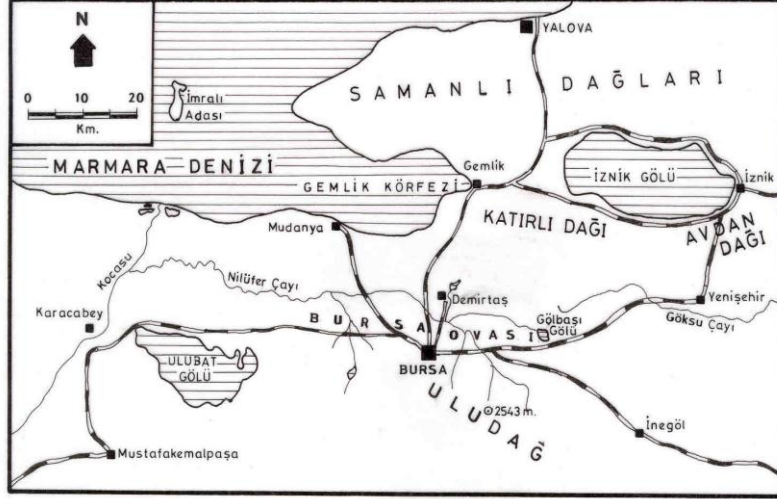 N
0 10 20
Km.
YALOVA
SAMANLI DAĞLARI
İmralı
Adası
MARMARA DENİZİ
Gemlik
GEMLİK KÖRFEZİ
İZNİK GÖLÜ
İznik
Mudanya
KATIRLI DAĞI
AVDAN
DAĞI
Kocasu
Nilüfer Çayı
Demirtaş
Yenişehir
Karacabey
BURSA OVASI
Gölbaşı
Gölü
Göksu Çayı
ULUBAT
GÖLÜ
BURSA
ULUDAĞ
2543 m.
İnegöl
Mustafakemalpaşa